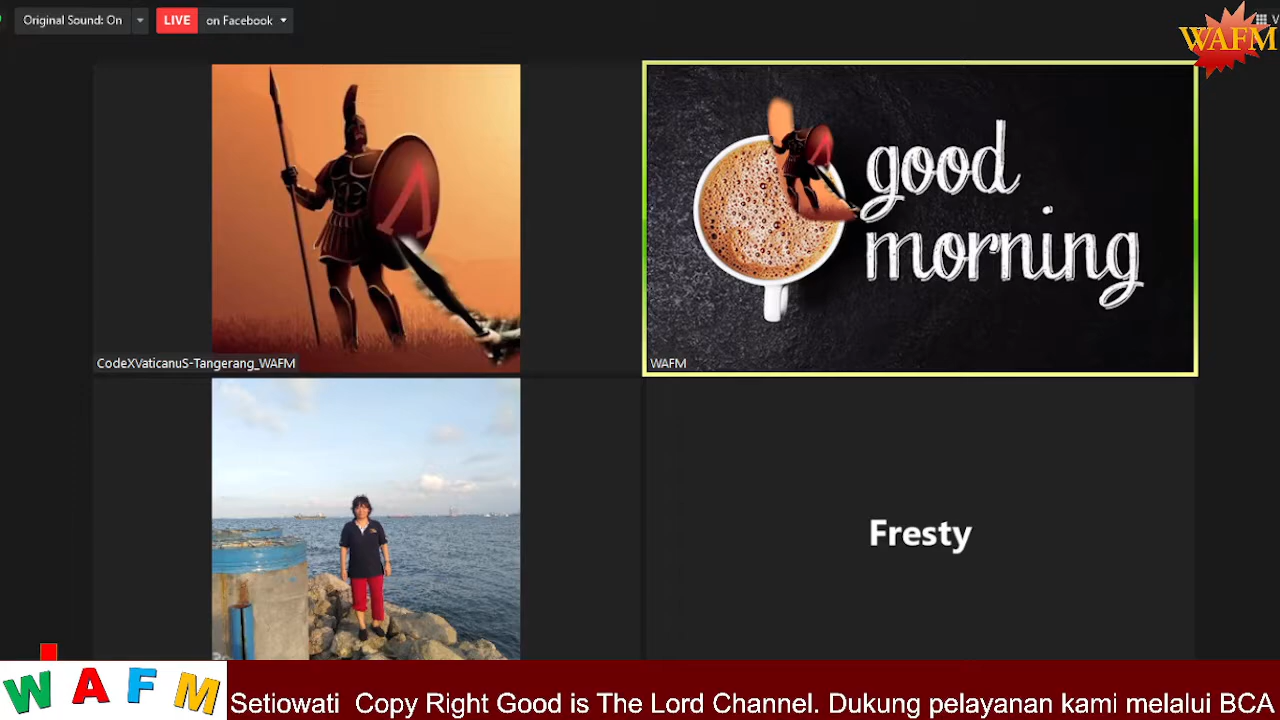 Original Sound: On
LIVE on Facebook
WAFM
good
morning
CodeXVaticanuS-Tangerang_WAFM
WAFM
Fresty
WAFM
Setiowati Copy Right Good is The Lord Channel. Dukung pelayanan kami melalui BCA